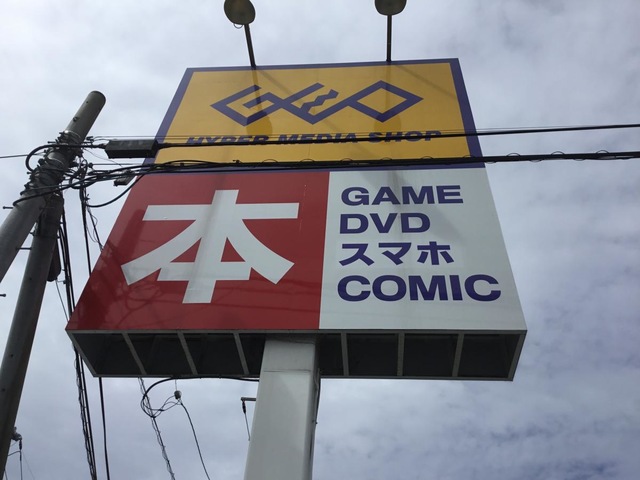 GEO
HYPER MEDIA SHOP
本
GAME
DVD
スマホ
COMIC